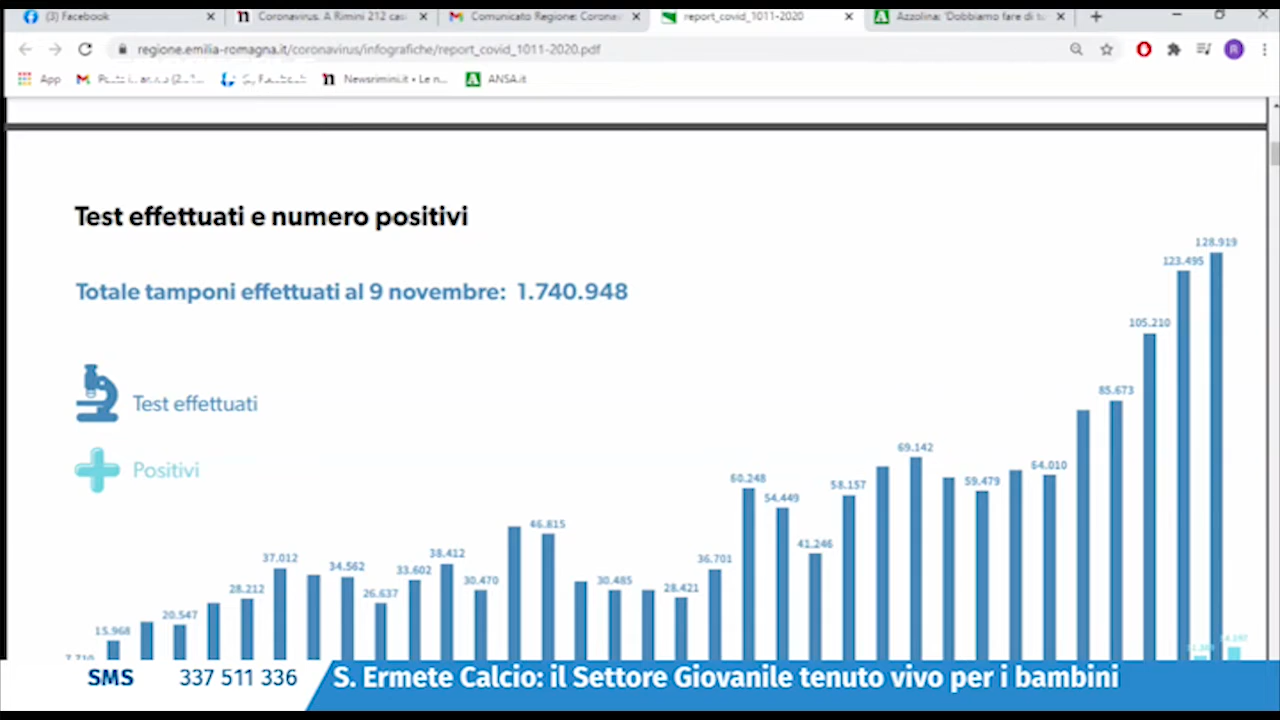 (3) Facebook
Coronavirus. A Rimini 212 casi
Comunicato Regione: Corona
report_covid_1011-2020
Azzolina: 'Dobbiamo fare di tu
regione.emilia-romagna.it/coronavirus/infografiche/report_covid_1011-2020.pdf
App
Newsrimini.it • Le n...
ANSA.it
Test effettuati e numero positivi
Totale tamponi effettuati al 9 novembre: 1.740.948
Test effettuati
Positivi
7.710
15.968
20.547
28.212
37.012
34.562
26.637
33.602
38.412
30.470
46.815
30.485
28.421
36.701
60.248
54.449
41.246
58.157
69.142
59.479
64.010
85.673
105.210
123.495
128.919
SMS 337 511 336
S. Ermete Calcio: il Settore Giovanile tenuto vivo per i bambini